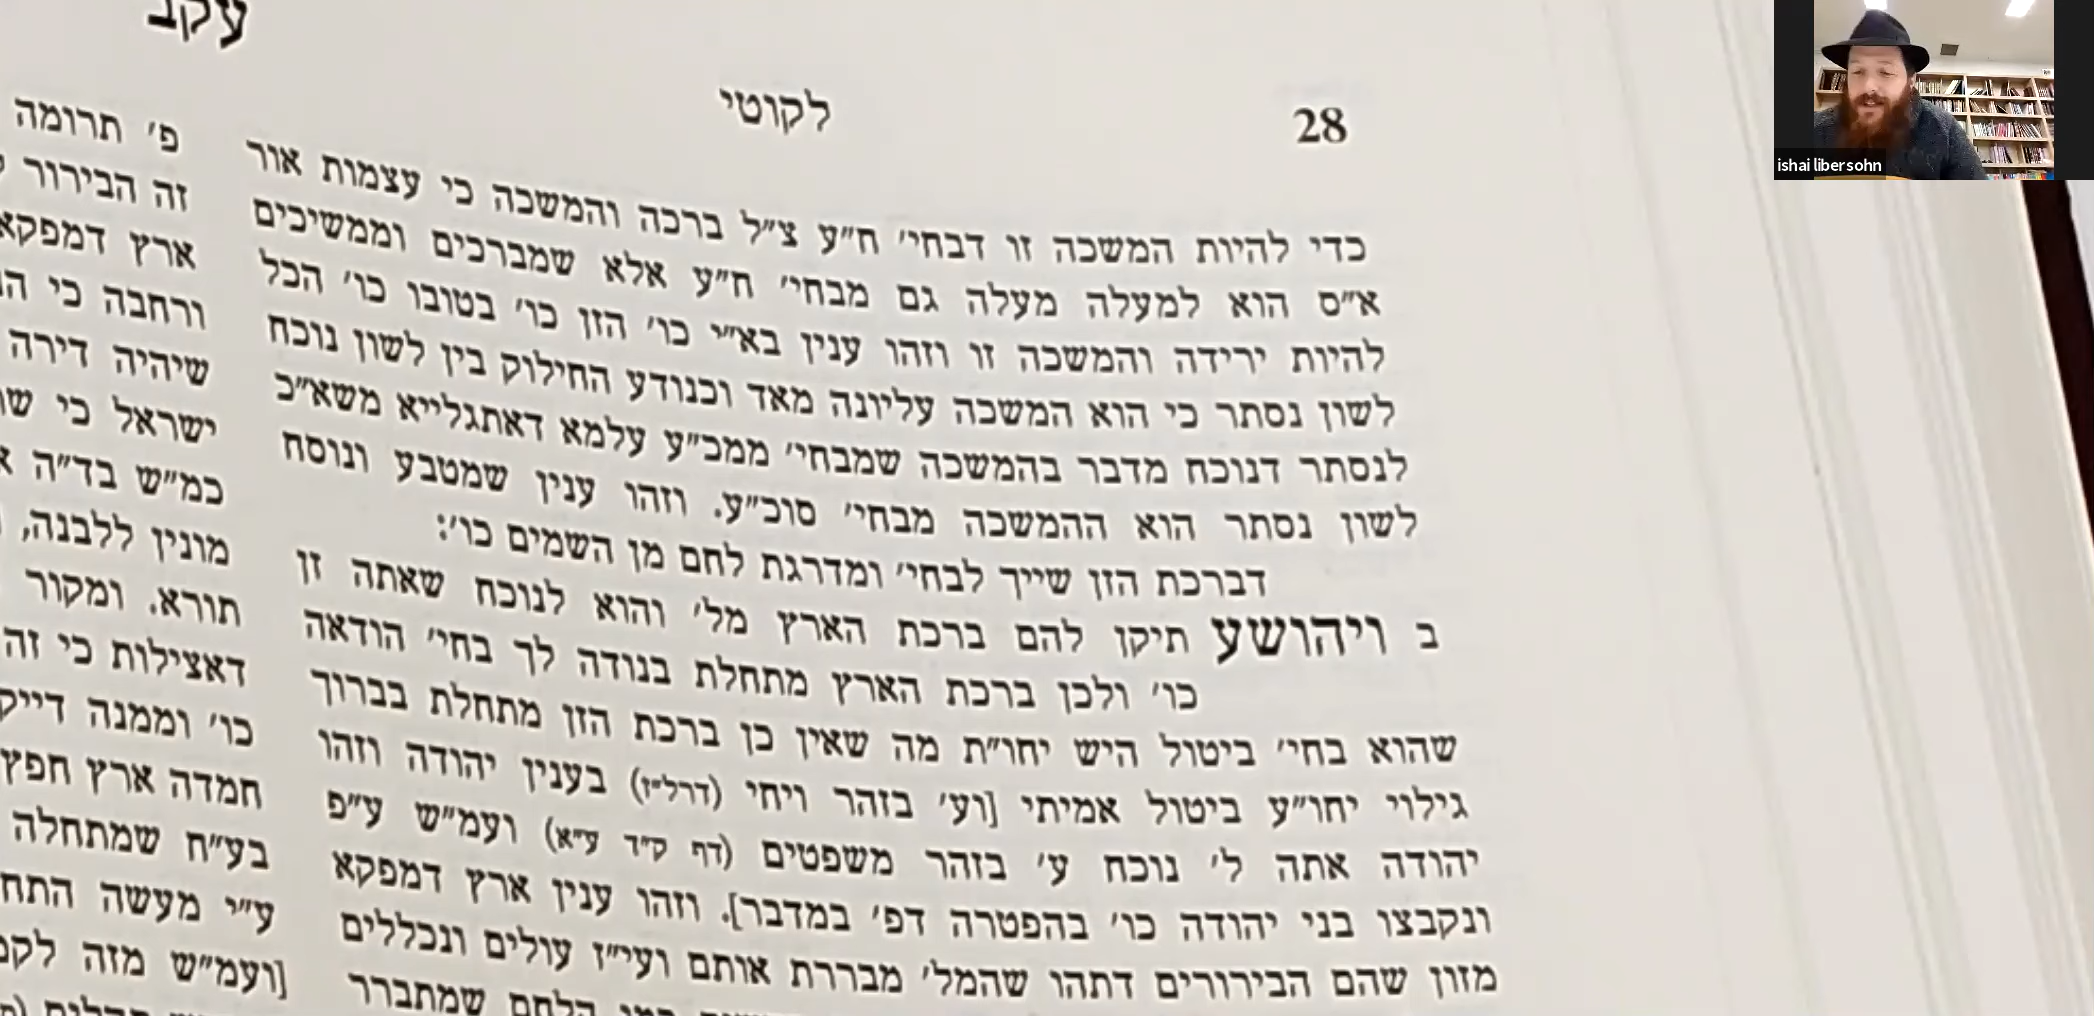 עקב
28
לקוטי
כדי להיות המשכה זו דבחי' ח"ע צ"ל ברכה והמשכה כי עצמות אור
א"ס הוא למעלה מעלה גם מבחי' ח"ע אלא שמברכים וממשיכים
להיות ירידה והמשכה זו וזהו ענין בא"י כו' הזן כו' בטובו כו' הכל
לשון נסתר כי הוא המשכה עליונה מאד וכנודע החילוק בין לשון נוכח
לנסתר דנוכח מדבר בהמשכה שמבחי' ממכ"ע עלמא דאתגלייא משא"כ
לשון נסתר הוא ההמשכה מבחי' סוכ"ע. וזהו ענין שמטבע ונוסח
דברכת הזן שייך לבחי' ומדרגת לחם מן השמים כו':
ב ויהושע תיקן להם ברכת הארץ מל' והוא לנוכח שאתה זן
כו' ולכן ברכת הארץ מתחלת בנודה לך בחי' הודאה
שהוא בחי' ביטול היש יחו"ת מה שאין כן ברכת הזן מתחלת בברוך
גילוי יחו"ע ביטול אמיתי [וע' בזהר ויחי (דרל"ז) בענין יהודה וזהו
יהודה אתה ל' נוכח ע' בזהר משפטים (דף ק"ד ע"א) ועמ"ש ע"פ
ונקבצו בני יהודה כו' בהפטרה דפ' במדבר]. וזהו ענין ארץ דמפקא
מזון שהם הבירורים דתהו שהמל' מבררת אותם ועי"ז עולים ונכללים
הלחם שמתברר
פ' תרומה
זה הבירור
ארץ דמפקא
ורחבה כי
שיהיה דירה
ישראל כי
כמ"ש בד"ה
מונין ללבנה,
תורא. ומקור
דאצילות כי זה
כו' וממנה
חמדה ארץ חפץ
בע"ח שמתחלה
ע"י מעשה
[ועמ"ש מזה
ishai libersohn